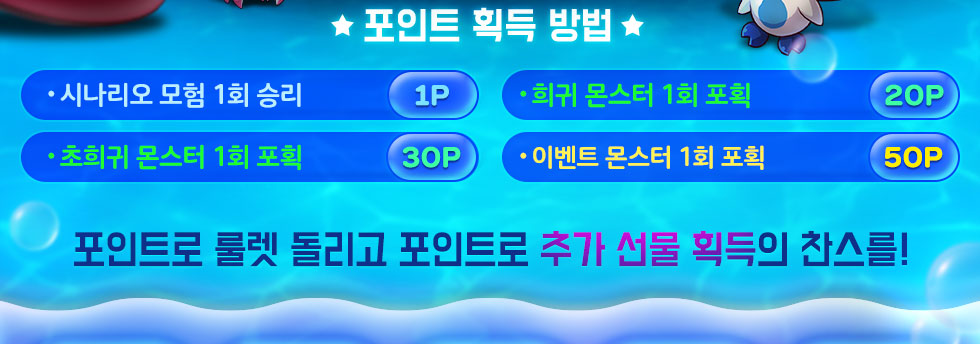 ★ 포인트 획득 방법 ★
• 시나리오 모험 1회 승리 1P
• 희귀 몬스터 1회 포획 20P
• 초희귀 몬스터 1회 포획 30P
• 이벤트 몬스터 1회 포획 50P
포인트로 룰렛 돌리고 포인트로 추가 선물 획득의 찬스를!